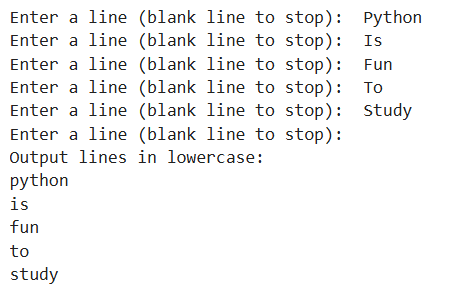 Enter a line (blank line to stop):  Python
Enter a line (blank line to stop):  Is
Enter a line (blank line to stop):  Fun
Enter a line (blank line to stop):  To
Enter a line (blank line to stop):  Study
Enter a line (blank line to stop):
Output lines in lowercase:
python
is
fun
to
study